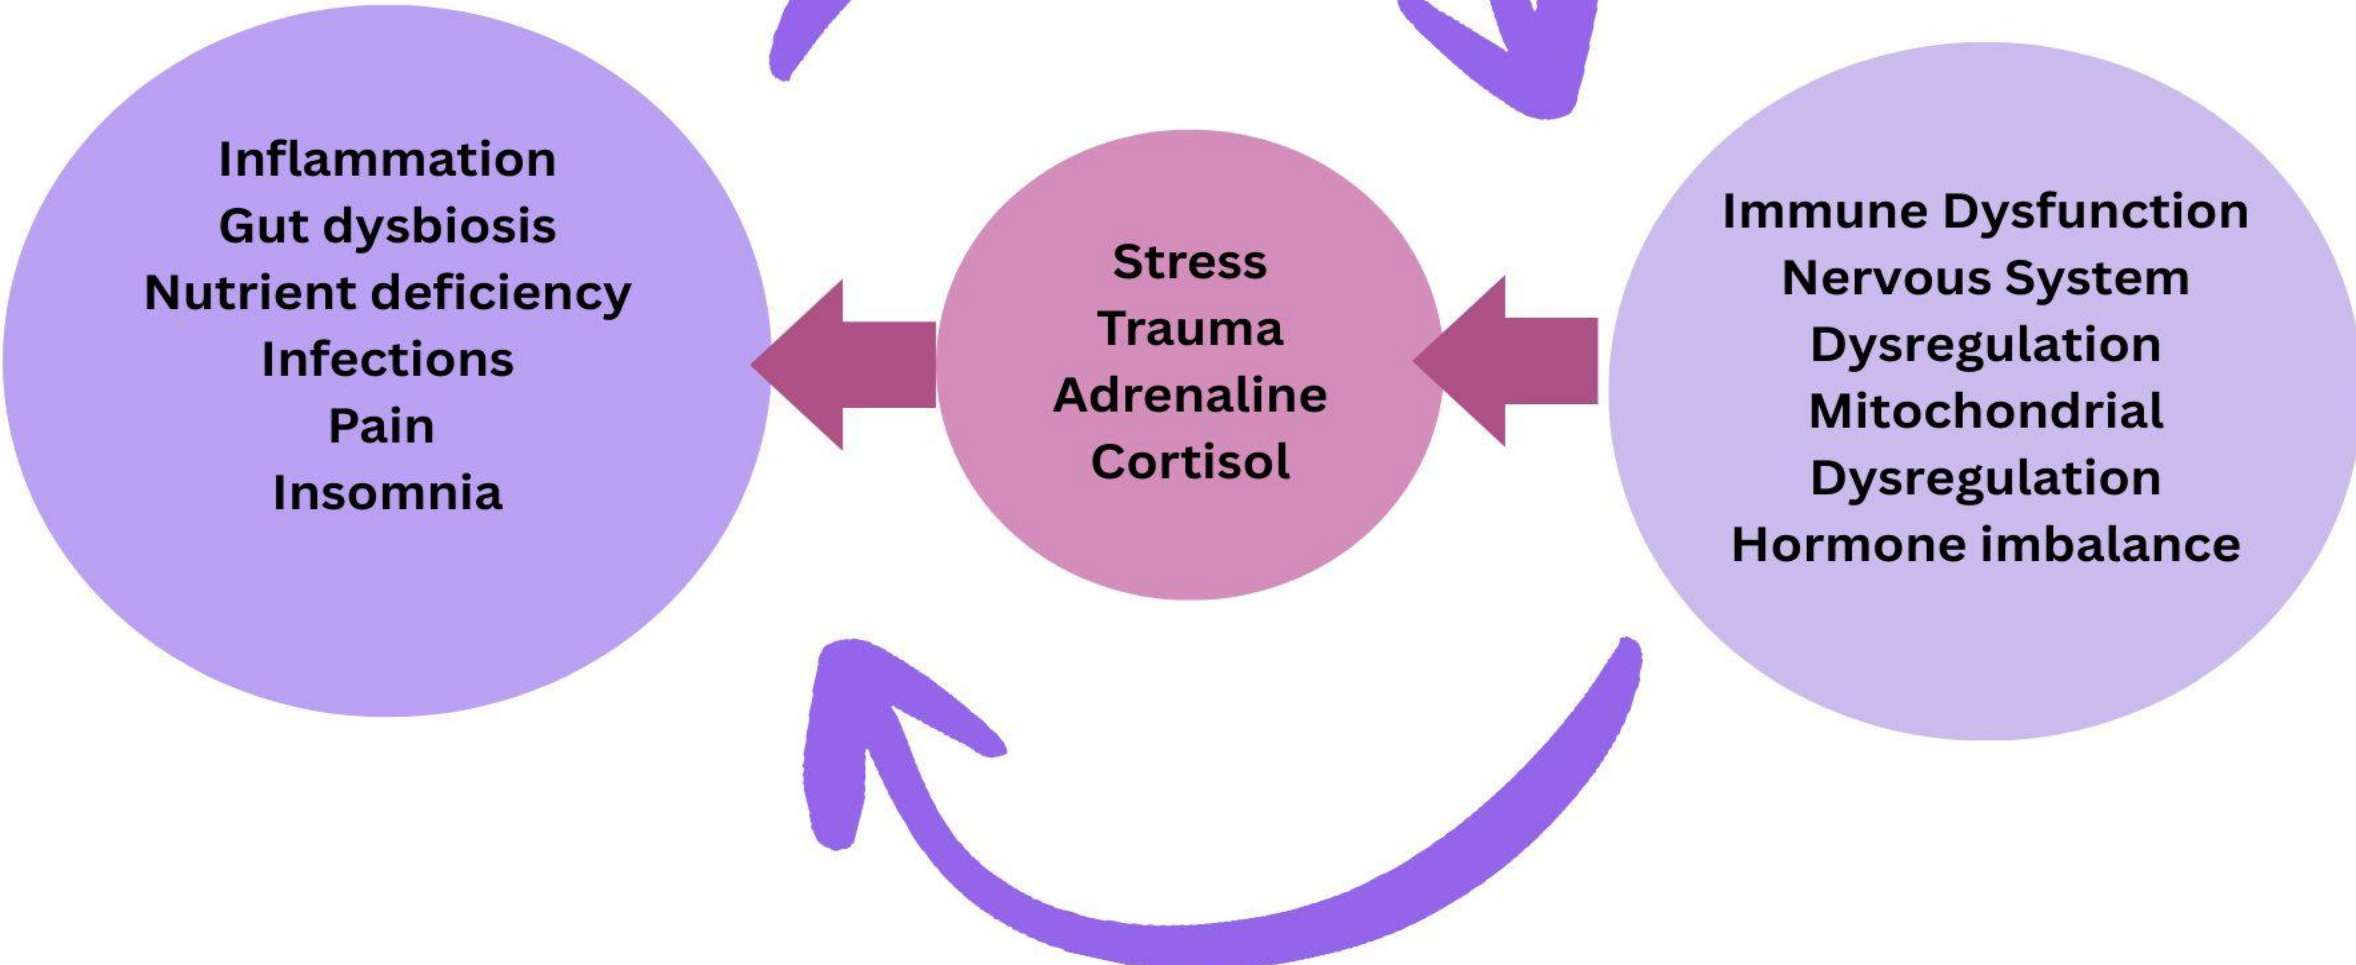 Inflammation
Gut dysbiosis
Nutrient deficiency
Infections
Pain
Insomnia
Stress
Trauma
Adrenaline
Cortisol
Immune Dysfunction
Nervous System
Dysregulation
Mitochondrial
Dysregulation
Hormone imbalance